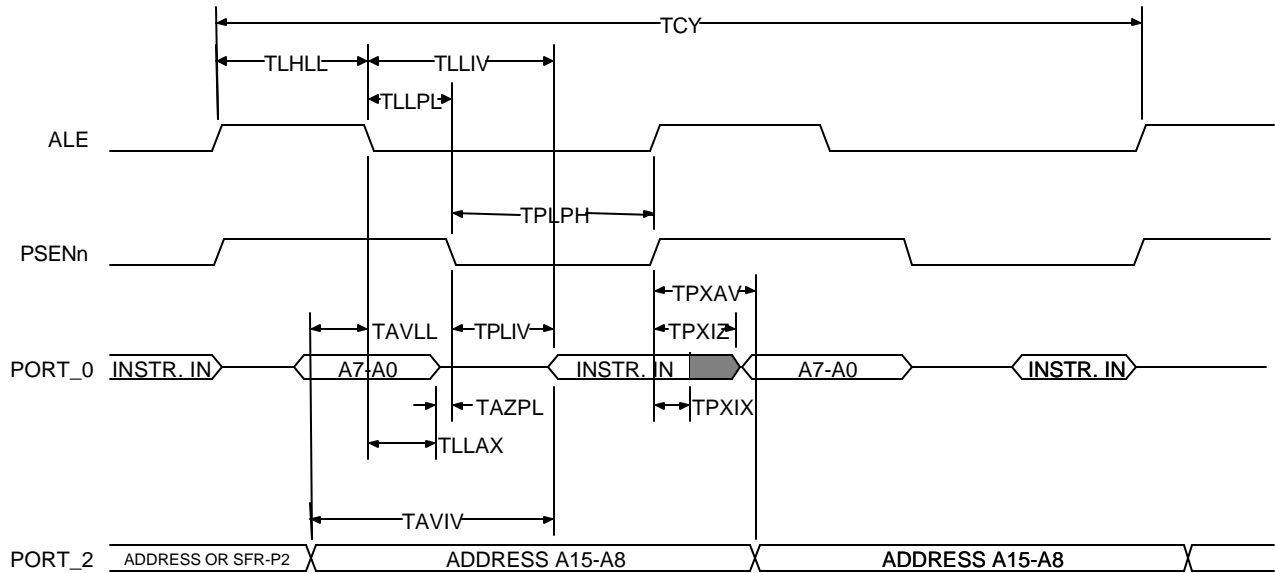 TCY
TLHLL TLLIV
TLLPL
ALE
TPLPH
PSENn
TPXAV
TAVLL TPLIV TPXIZ
PORT_0 INSTR. IN A7-A0 INSTR. IN A7-A0 INSTR. IN
TAZPL TPXIX
TLLAX
TAVIV
PORT_2 ADDRESS OR SFR-P2 ADDRESS A15-A8 ADDRESS A15-A8